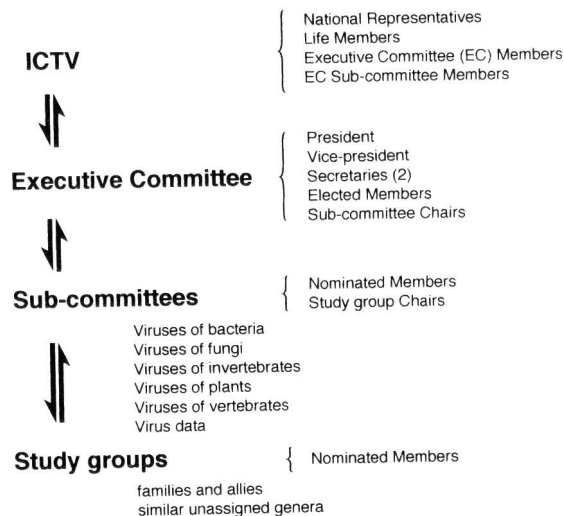 National Representatives
Life Members
ICTV
Executive Committee (EC) Members
EC Sub-committee Members
President
Vice-president
Executive Committee
Secretaries (2)
Elected Members
Sub-committee Chairs
Sub-committees
Nominated Members
Study group Chairs
Viruses of bacteria
Viruses of fungi
Viruses of invertebrates
Viruses of plants
Viruses of vertebrates
Virus data
Study groups
Nominated Members
families and allies
similar unassigned genera